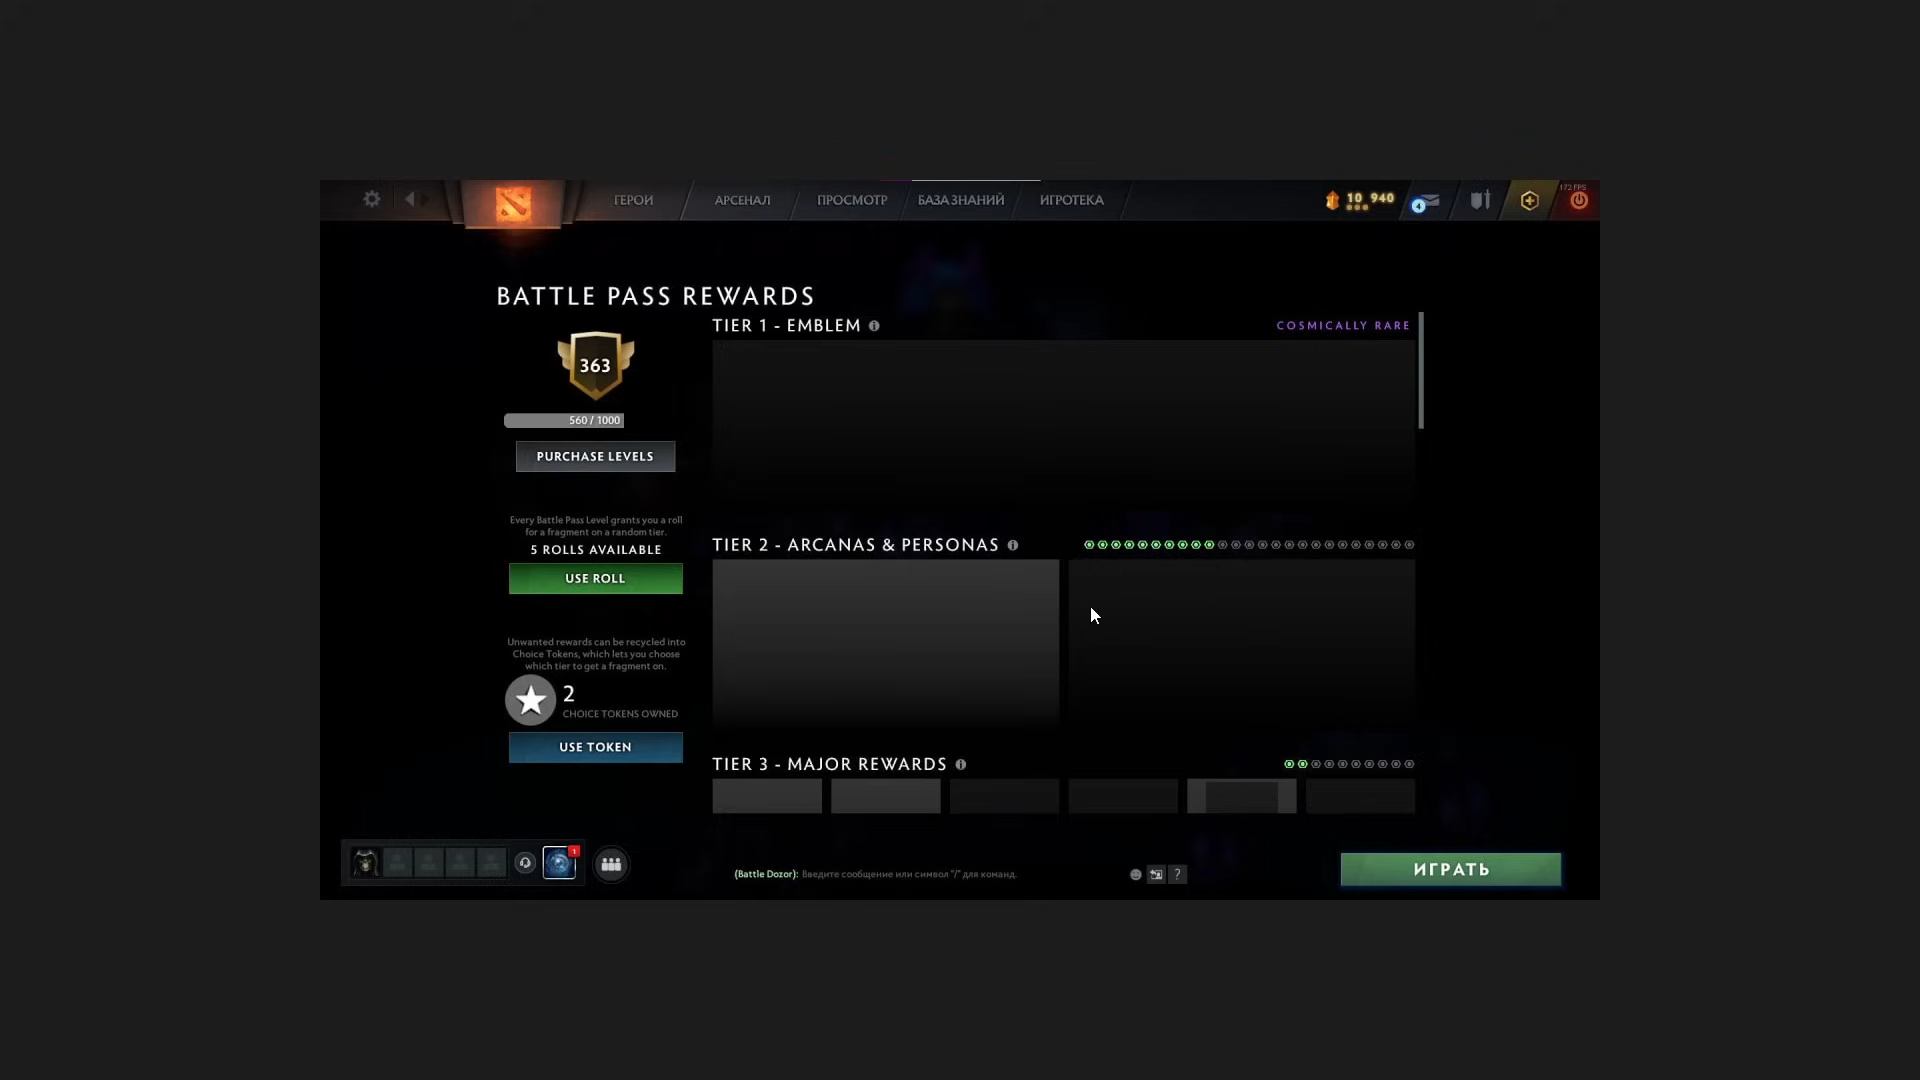 ГЕРОИ АРСЕНАЛ ПРОСМОТР БАЗА ЗНАНИЙ ИГРОТЕКА 10 940 4 172 FPS
BATTLE PASS REWARDS
TIER 1 - EMBLEM COSMICALLY RARE
363
560 / 1000
PURCHASE LEVELS
Every Battle Pass Level grants you a roll
for a fragment on a random tier.
5 ROLLS AVAILABLE
USE ROLL
TIER 2 - ARCANAS & PERSONAS
Unwanted rewards can be recycled into
Choice Tokens, which lets you choose
which tier to get a fragment on.
2
CHOICE TOKENS OWNED
USE TOKEN
TIER 3 - MAJOR REWARDS
1
(Battle Dozor): Введите сообщение или символ "/" для команд.
?
ИГРАТЬ